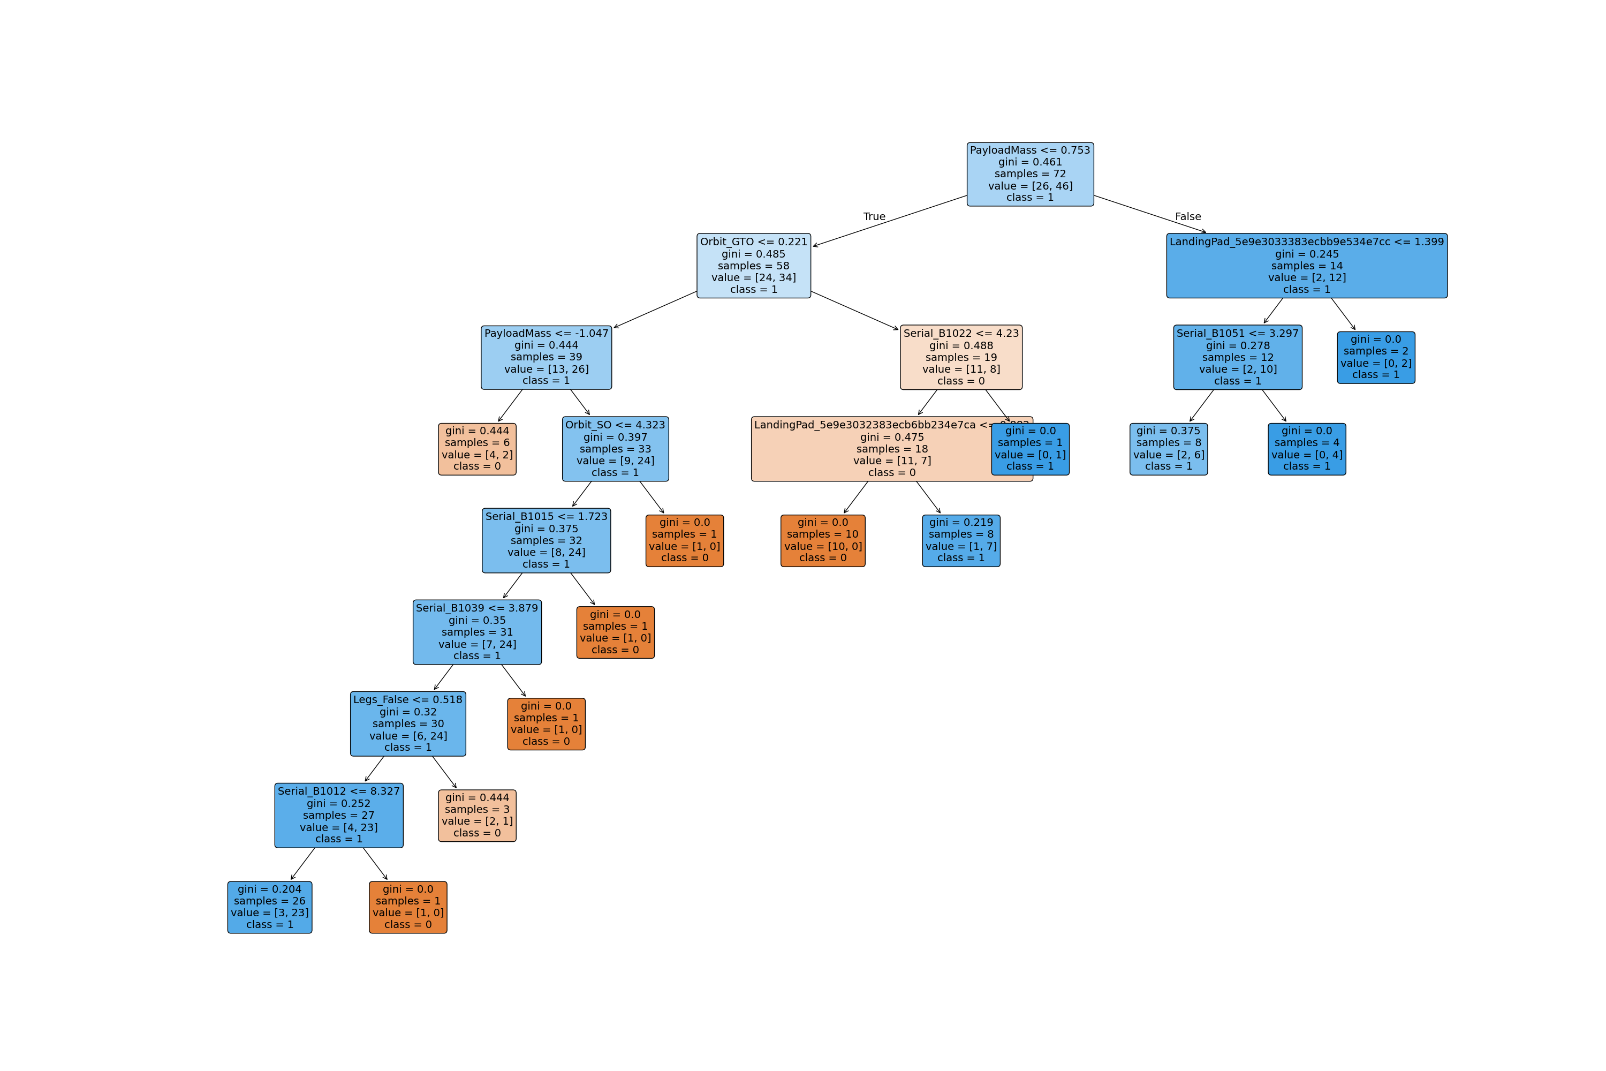 PayloadMass <= 0.753
gini = 0.461
samples = 72
value = [26, 46]
class = 1
True
False
Orbit_GTO <= 0.221
gini = 0.485
samples = 58
value = [24, 34]
class = 1
LandingPad_5e9e3033383ecbb9e534e7cc <= 1.399
gini = 0.245
samples = 14
value = [2, 12]
class = 1
PayloadMass <= -1.047
gini = 0.444
samples = 39
value = [13, 26]
class = 1
Serial_B1022 <= 4.23
gini = 0.488
samples = 19
value = [11, 8]
class = 0
Serial_B1051 <= 3.297
gini = 0.278
samples = 12
value = [2, 10]
class = 1
gini = 0.0
samples = 2
value = [0, 2]
class = 1
gini = 0.444
samples = 6
value = [4, 2]
class = 0
Orbit_SO <= 4.323
gini = 0.397
samples = 33
value = [9, 24]
class = 1
LandingPad_5e9e3032383ecb6bb234e7ca <=
gini = 0.475
samples = 18
value = [11, 7]
class = 0
gini = 0.0
samples = 1
value = [0, 1]
class = 1
gini = 0.375
samples = 8
value = [2, 6]
class = 1
gini = 0.0
samples = 4
value = [0, 4]
class = 1
Serial_B1015 <= 1.723
gini = 0.375
samples = 32
value = [8, 24]
class = 1
gini = 0.0
samples = 1
value = [1, 0]
class = 0
gini = 0.0
samples = 10
value = [10, 0]
class = 0
gini = 0.219
samples = 8
value = [1, 7]
class = 1
Serial_B1039 <= 3.879
gini = 0.35
samples = 31
value = [7, 24]
class = 1
gini = 0.0
samples = 1
value = [1, 0]
class = 0
Legs_False <= 0.518
gini = 0.32
samples = 30
value = [6, 24]
class = 1
gini = 0.0
samples = 1
value = [1, 0]
class = 0
Serial_B1012 <= 8.327
gini = 0.252
samples = 27
value = [4, 23]
class = 1
gini = 0.444
samples = 3
value = [2, 1]
class = 0
gini = 0.204
samples = 26
value = [3, 23]
class = 1
gini = 0.0
samples = 1
value = [1, 0]
class = 0